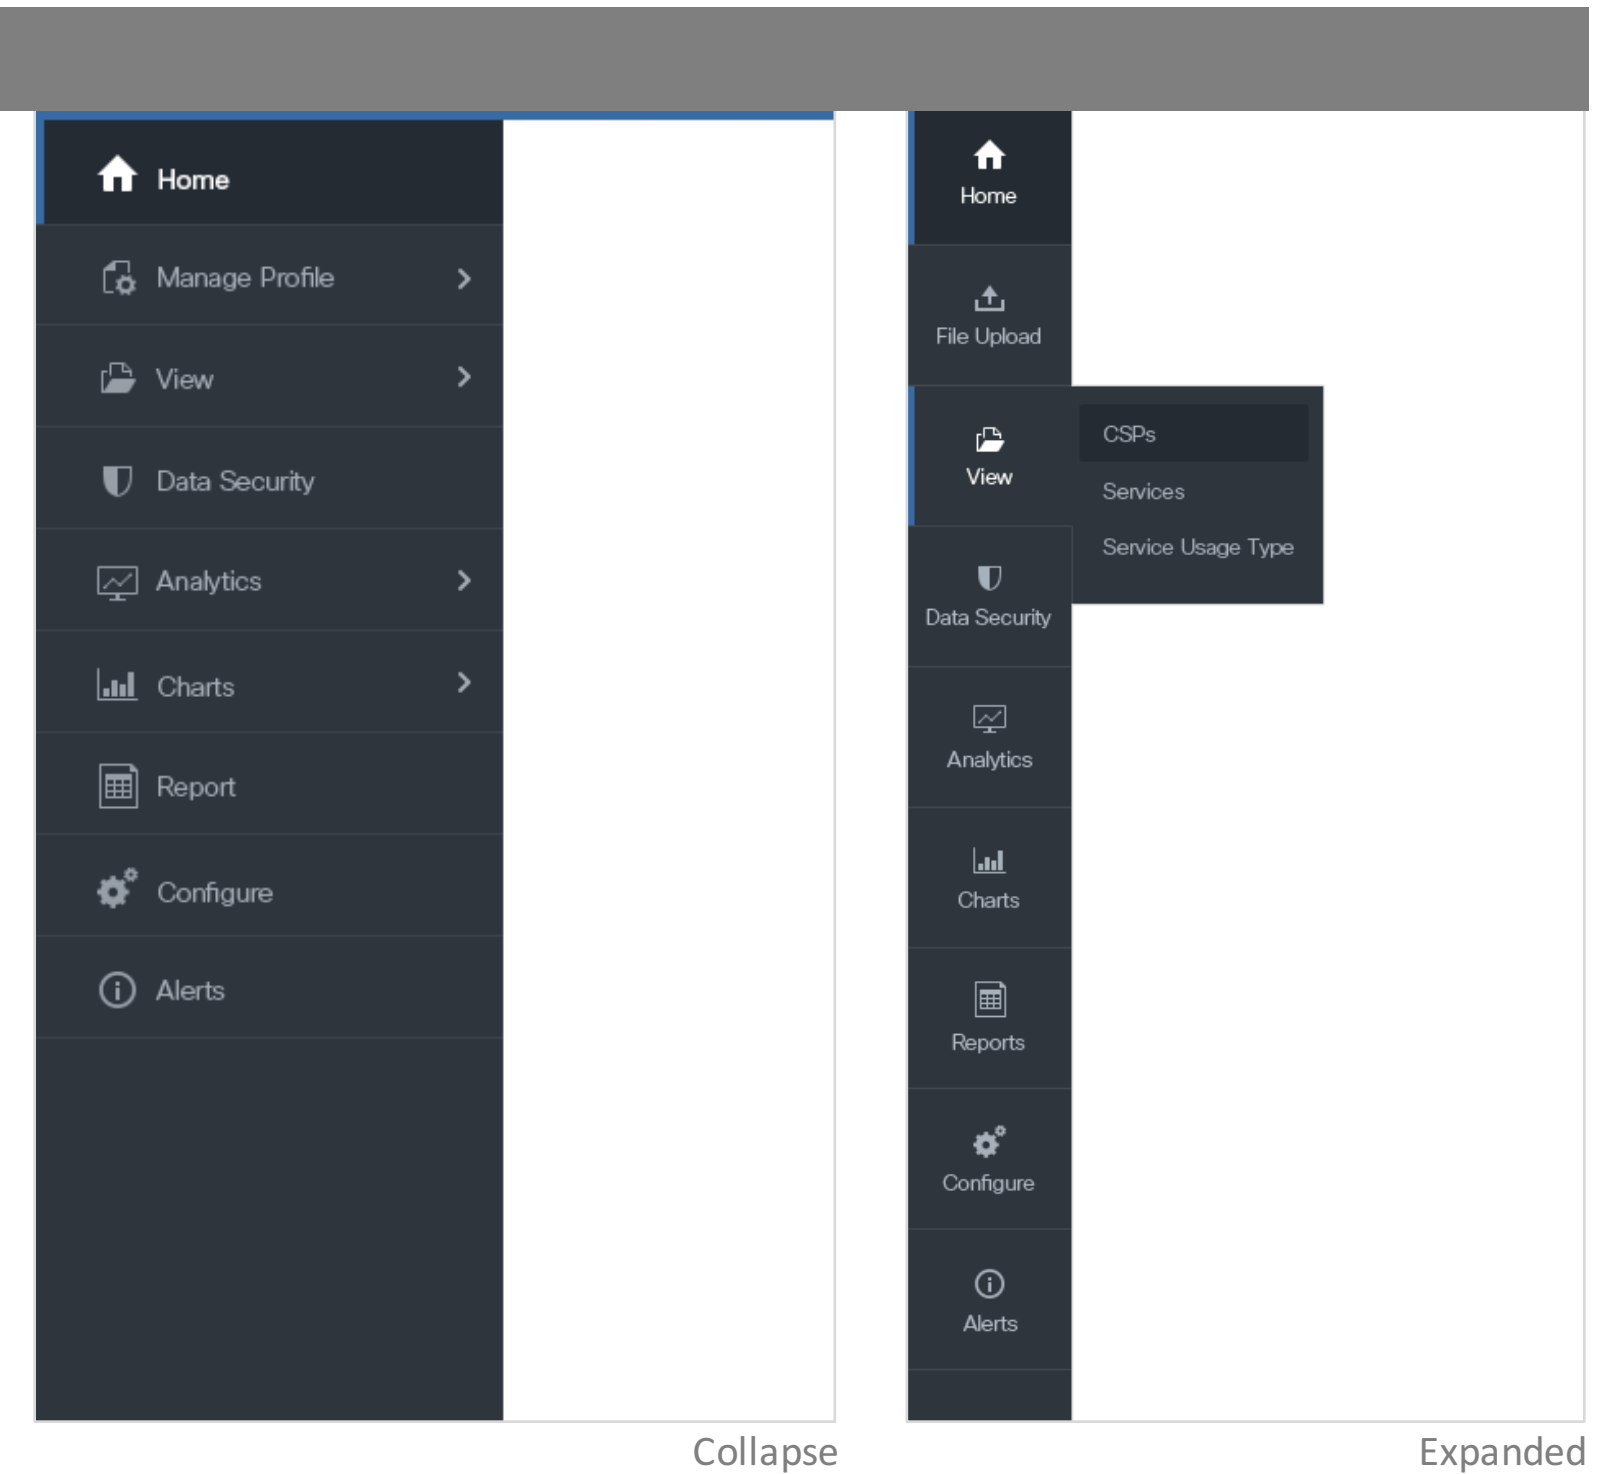 Home
Manage Profile
View
Data Security
Analytics
Charts
Report
Configure
Alerts
Collapse
Home
File Upload
View
CSPs
Services
Service Usage Type
Data Security
Analytics
Charts
Reports
Configure
Alerts
Expanded